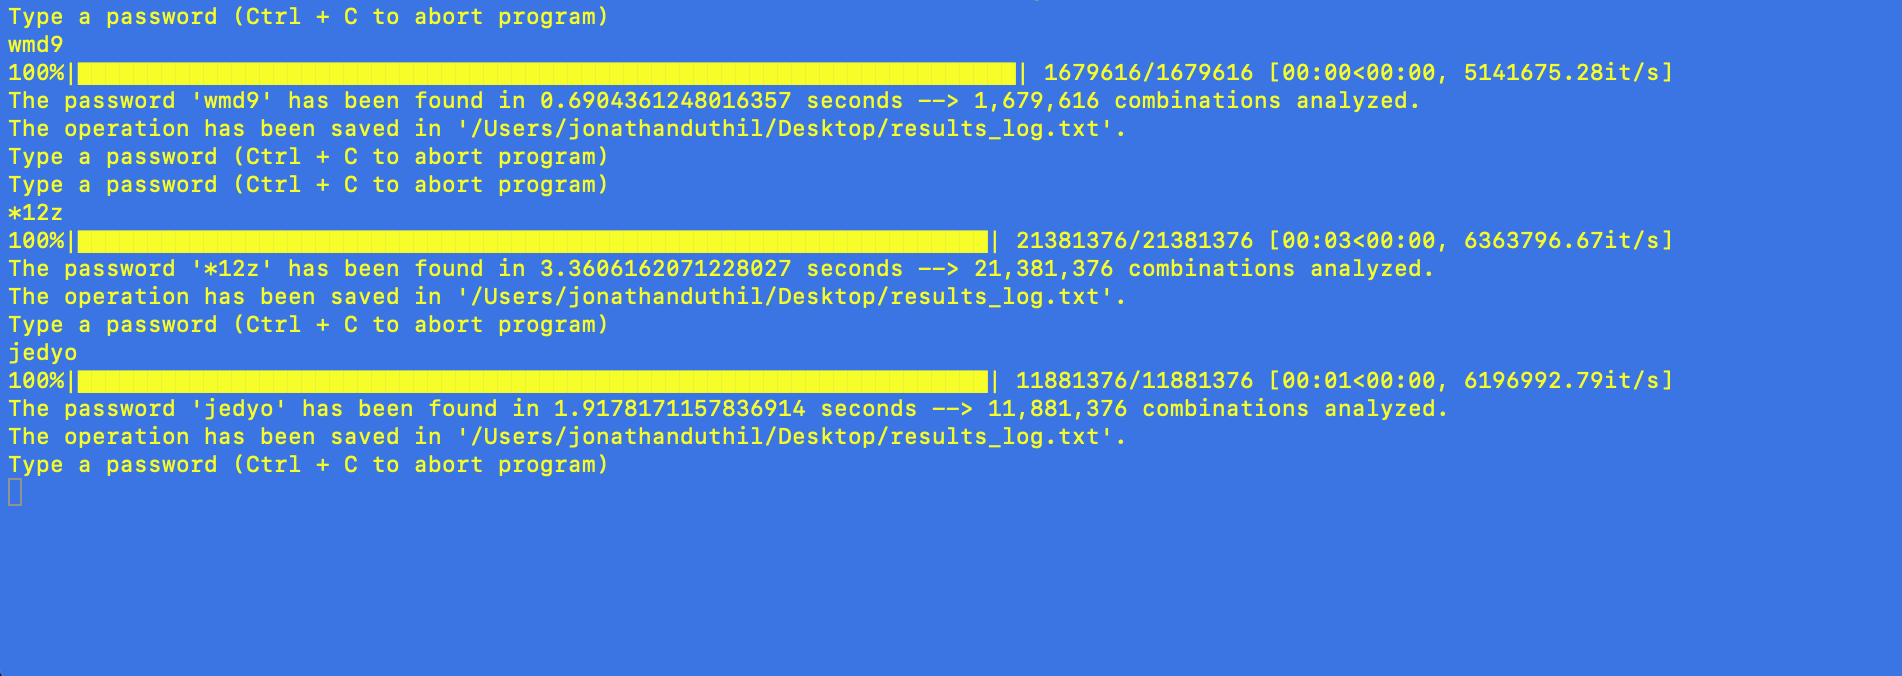 Type a password (Ctrl + C to abort program)
wmd9
100%|██████████████████████████████████████████████████████████████████| 1679616/1679616 [00:00<00:00, 5141675.28it/s]
The password 'wmd9' has been found in 0.6904361248016357 seconds --> 1,679,616 combinations analyzed.
The operation has been saved in '/Users/jonathanduthil/Desktop/results_log.txt'.
Type a password (Ctrl + C to abort program)
Type a password (Ctrl + C to abort program)
*12z
100%|████████████████████████████████████████████████████████████████| 21381376/21381376 [00:03<00:00, 6363796.67it/s]
The password '*12z' has been found in 3.3606162071228027 seconds --> 21,381,376 combinations analyzed.
The operation has been saved in '/Users/jonathanduthil/Desktop/results_log.txt'.
Type a password (Ctrl + C to abort program)
jedyo
100%|████████████████████████████████████████████████████████████████| 11881376/11881376 [00:01<00:00, 6196992.79it/s]
The password 'jedyo' has been found in 1.9178171157836914 seconds --> 11,881,376 combinations analyzed.
The operation has been saved in '/Users/jonathanduthil/Desktop/results_log.txt'.
Type a password (Ctrl + C to abort program)